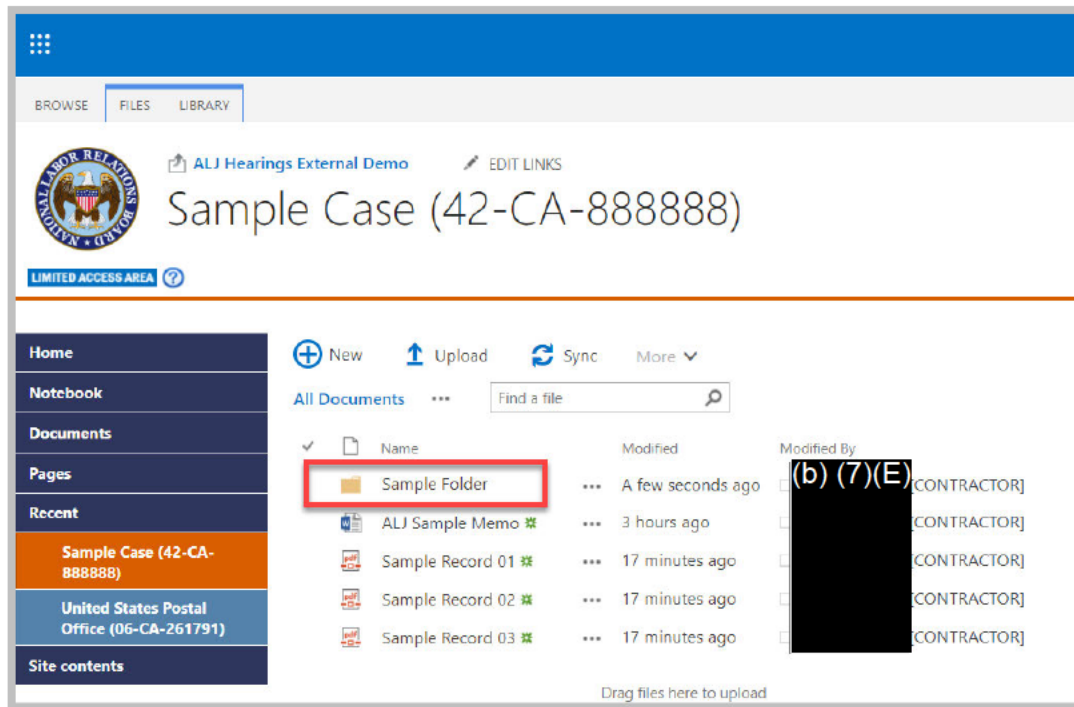 BROWSE FILES LIBRARY
NATIONAL LABOR RELATIONS BOARD
ALJ Hearings External Demo EDIT LINKS
Sample Case (42-CA-888888)
LIMITED ACCESS AREA ?
Home
Notebook
Documents
Pages
Recent
Sample Case (42-CA-
888888)
United States Postal
Office (06-CA-261791)
Site contents
New Upload Sync More
All Documents ••• Find a file
Name Modified Modified By
Sample Folder ••• A few seconds ago (b) (7)(E) [CONTRACTOR]
ALJ Sample Memo ••• 3 hours ago [CONTRACTOR]
Sample Record 01 ••• 17 minutes ago [CONTRACTOR]
Sample Record 02 ••• 17 minutes ago [CONTRACTOR]
Sample Record 03 ••• 17 minutes ago [CONTRACTOR]
Drag files here to upload